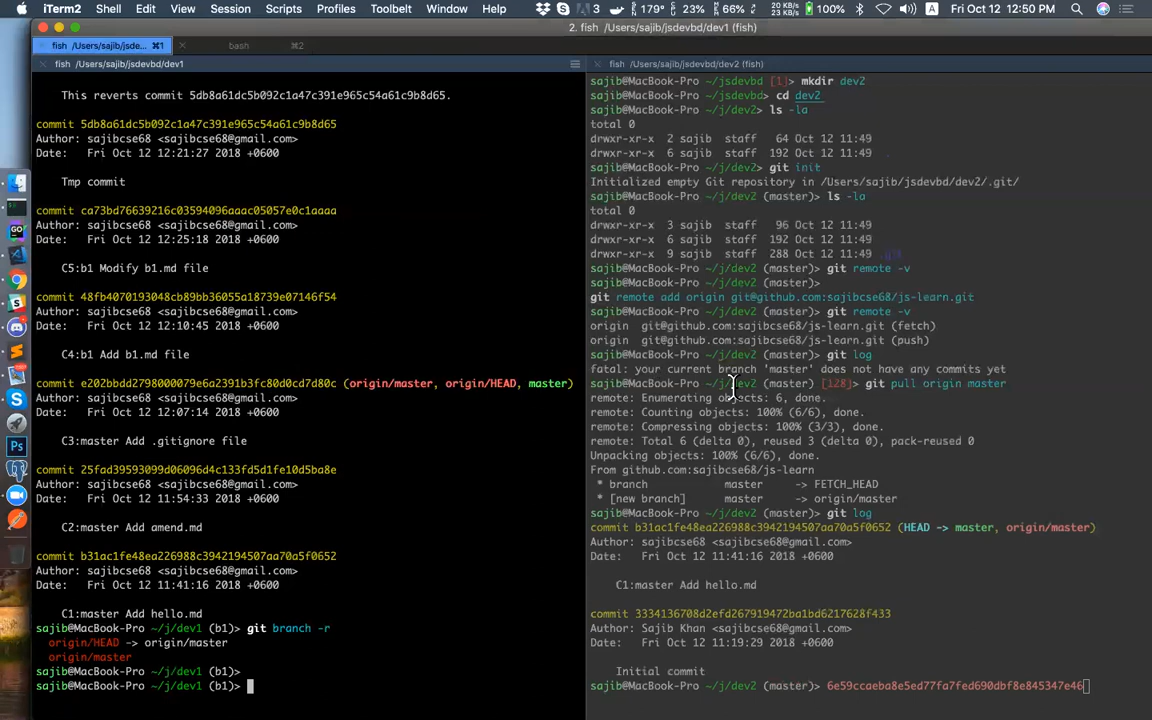 iTerm2 Shell Edit View Session Scripts Profiles Toolbelt Window Help 3 179° 23% 66% 20 KB/s 23 KB/s 100% A Fri Oct 12 12:50 PM
2. fish /Users/sajib/jsdevbd/dev1 (fish)
fish /Users/sajib/jsde... ⌘1 bash ⌘2
fish /Users/sajib/jsdevbd/dev1
This reverts commit 5db8a61dc5b092c1a47c391e965c54a61c9b8d65.
commit 5db8a61dc5b092c1a47c391e965c54a61c9b8d65
Author: sajibcse68 <sajibcse68@gmail.com>
Date: Fri Oct 12 12:21:27 2018 +0600
Tmp commit
commit ca73bd76639216c03594096aaac05057e0c1aaaa
Author: sajibcse68 <sajibcse68@gmail.com>
Date: Fri Oct 12 12:25:18 2018 +0600
C5:b1 Modify b1.md file
commit 48fb4070193048cb89bb36055a18739e07146f54
Author: sajibcse68 <sajibcse68@gmail.com>
Date: Fri Oct 12 12:10:45 2018 +0600
C4:b1 Add b1.md file
commit e202bbdd2798000079e6a2391b3fc80d0cd7d80c (origin/master, origin/HEAD, master)
Author: sajibcse68 <sajibcse68@gmail.com>
Date: Fri Oct 12 12:07:14 2018 +0600
C3:master Add .gitignore file
commit 25fad39593099d06096d4c133fd5d1fe10d5ba8e
Author: sajibcse68 <sajibcse68@gmail.com>
Date: Fri Oct 12 11:54:33 2018 +0600
C2:master Add amend.md
commit b31ac1fe48ea226988c3942194507aa70a5f0652
Author: sajibcse68 <sajibcse68@gmail.com>
Date: Fri Oct 12 11:41:16 2018 +0600
C1:master Add hello.md
sajib@MacBook-Pro ~/j/dev1 (b1)> git branch -r
origin/HEAD -> origin/master
origin/master
sajib@MacBook-Pro ~/j/dev1 (b1)>
sajib@MacBook-Pro ~/j/dev1 (b1)>
fish /Users/sajib/jsdevbd/dev2 (fish)
sajib@MacBook-Pro ~/jsdevbd [1]> mkdir dev2
sajib@MacBook-Pro ~/jsdevbd> cd dev2
sajib@MacBook-Pro ~/j/dev2> ls -la
total 0
drwxr-xr-x 2 sajib staff 64 Oct 12 11:49 .
drwxr-xr-x 6 sajib staff 192 Oct 12 11:49 ..
sajib@MacBook-Pro ~/j/dev2> git init
Initialized empty Git repository in /Users/sajib/jsdevbd/dev2/.git/
sajib@MacBook-Pro ~/j/dev2 (master)> ls -la
total 0
drwxr-xr-x 3 sajib staff 96 Oct 12 11:49
drwxr-xr-x 6 sajib staff 192 Oct 12 11:49
drwxr-xr-x 9 sajib staff 288 Oct 12 11:49 .git
sajib@MacBook-Pro ~/j/dev2 (master)> git remote -v
sajib@MacBook-Pro ~/j/dev2 (master)>
git remote add origin git@github.com:sajibcse68/js-learn.git
sajib@MacBook-Pro ~/j/dev2 (master)> git remote -v
origin git@github.com:sajibcse68/js-learn.git (fetch)
origin git@github.com:sajibcse68/js-learn.git (push)
sajib@MacBook-Pro ~/j/dev2 (master)> git log
fatal: your current branch 'master' does not have any commits yet
sajib@MacBook-Pro ~/j/dev2 (master) [128]> git pull origin master
remote: Enumerating objects: 6, done.
remote: Counting objects: 100% (6/6), done.
remote: Compressing objects: 100% (3/3), done.
remote: Total 6 (delta 0), reused 3 (delta 0), pack-reused 0
Unpacking objects: 100% (6/6), done.
From github.com:sajibcse68/js-learn
* branch master -> FETCH_HEAD
* [new branch] master -> origin/master
sajib@MacBook-Pro ~/j/dev2 (master)> git log
commit b31ac1fe48ea226988c3942194507aa70a5f0652 (HEAD -> master, origin/master)
Author: sajibcse68 <sajibcse68@gmail.com>
Date: Fri Oct 12 11:41:16 2018 +0600
C1:master Add hello.md
commit 3334136708d2efd267919472ba1bd6217628f433
Author: Sajib Khan <sajibcse68@gmail.com>
Date: Fri Oct 12 11:19:29 2018 +0600
Initial commit
sajib@MacBook-Pro ~/j/dev2 (master)> 6e59ccaeba8e5ed77fa7fed690dbf8e845347e46